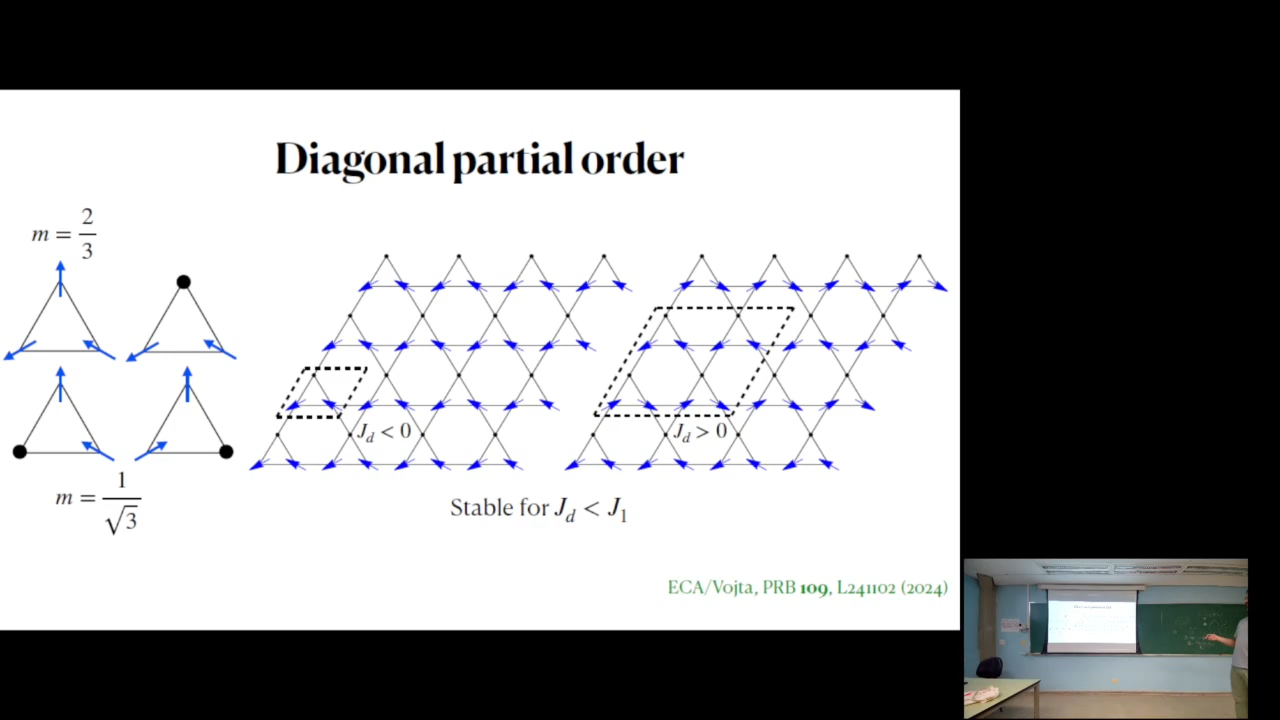 Diagonal partial order
m = 2/3
m = 1/√3
J_d < 0
J_d > 0
Stable for J_d < J_1
ECA/Vojta, PRB 109, L241102 (2024)